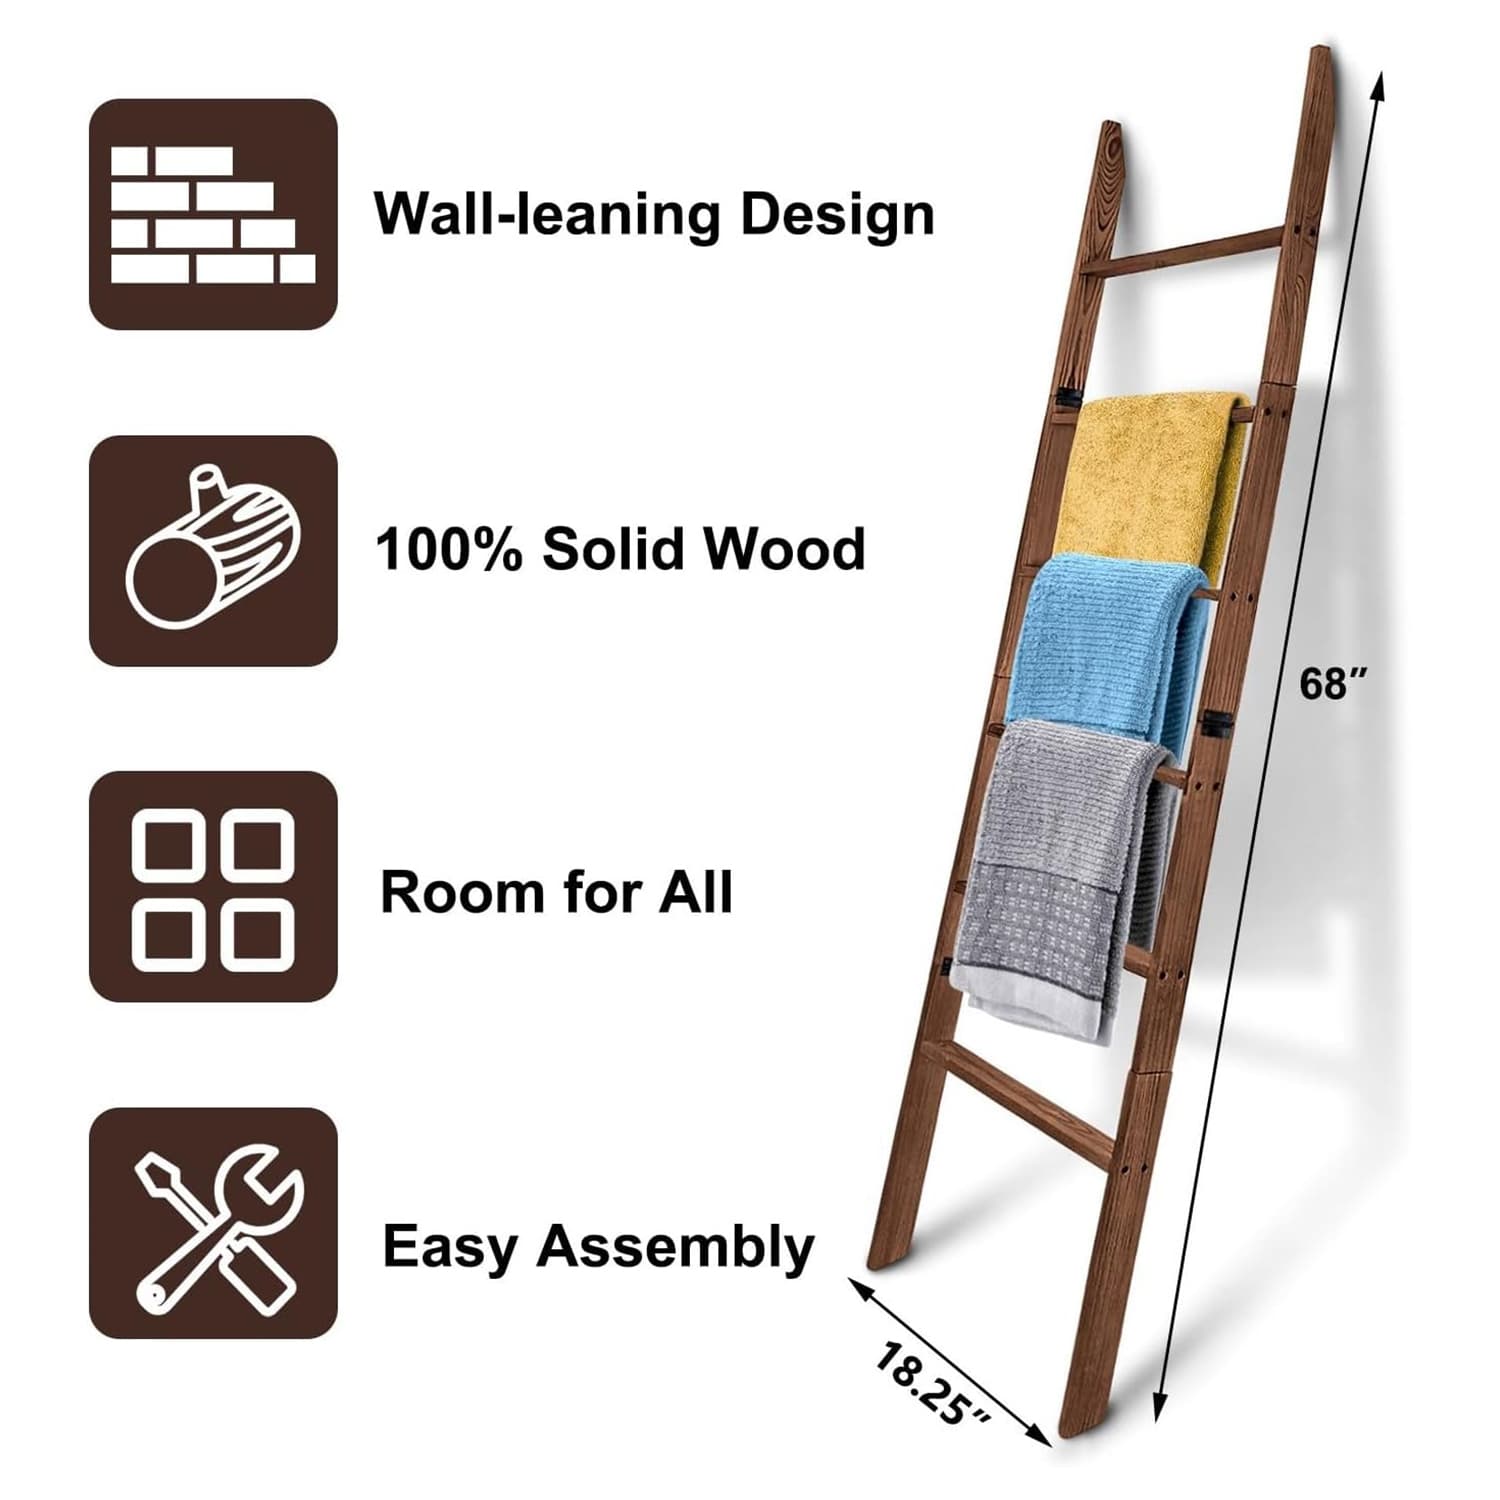 Wall-leaning Design
100% Solid Wood
Room for All
Easy Assembly
68″
18.25″